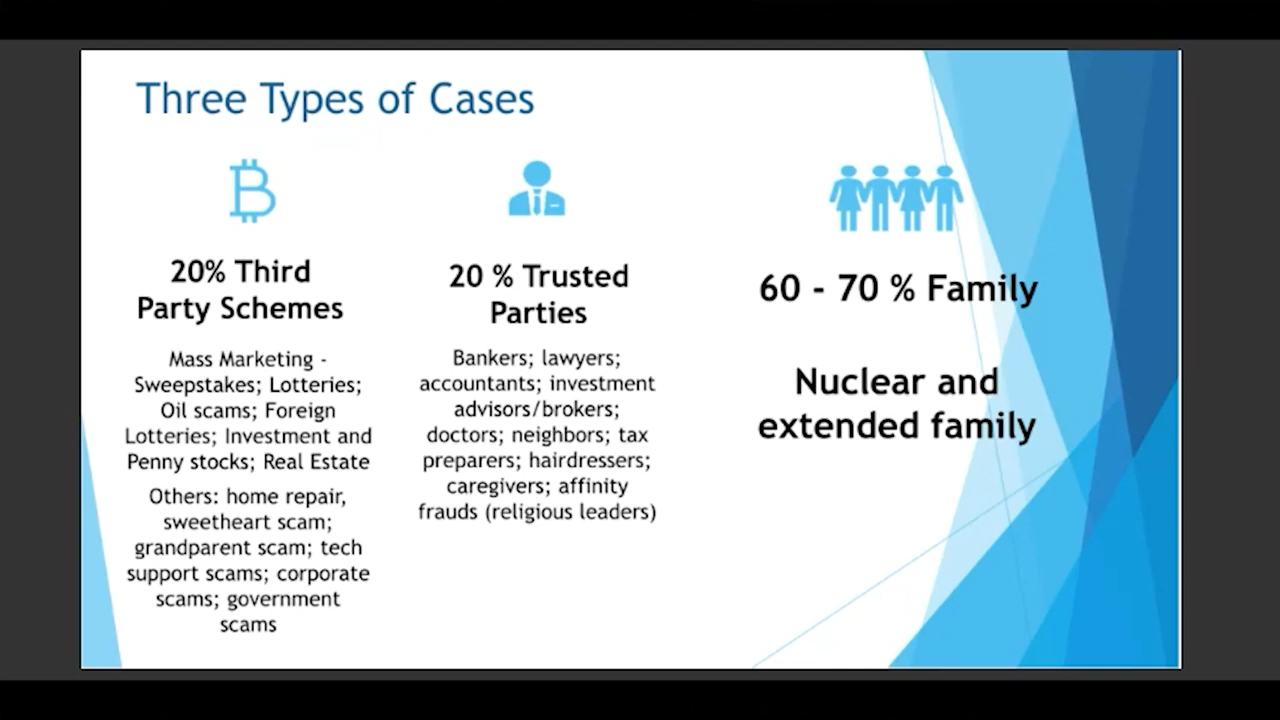 Three Types of Cases
20% Third
Party Schemes
Mass Marketing -
Sweepstakes; Lotteries;
Oil scams; Foreign
Lotteries; Investment and
Penny stocks; Real Estate
Others: home repair,
sweetheart scam;
grandparent scam; tech
support scams; corporate
scams; government
scams
20 % Trusted
Parties
Bankers; lawyers;
accountants; investment
advisors/brokers;
doctors; neighbors; tax
preparers; hairdressers;
caregivers; affinity
frauds (religious leaders)
60 - 70 % Family
Nuclear and
extended family